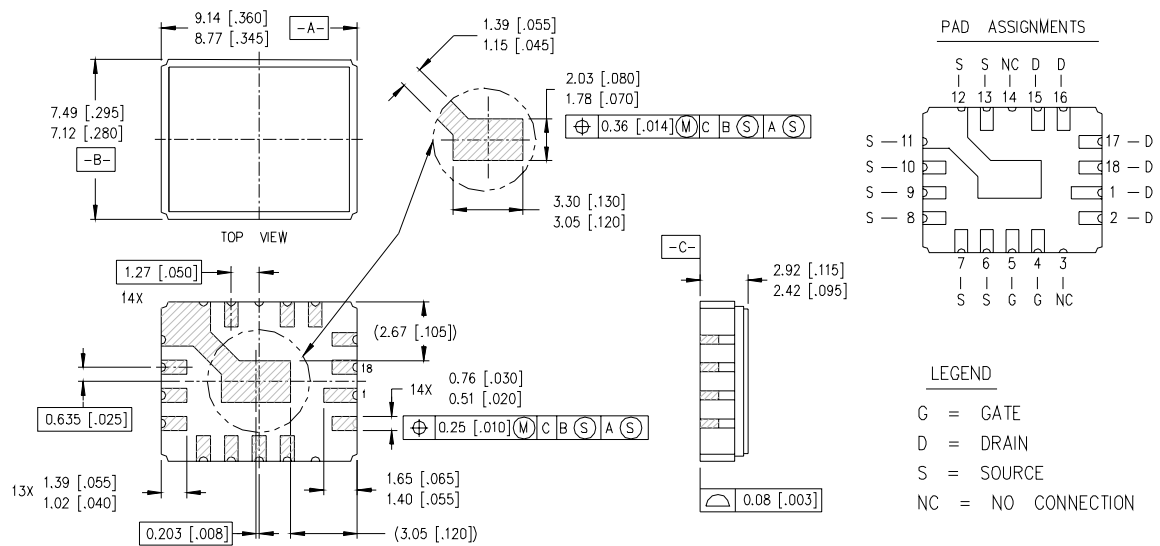 9.14 [.360]
8.77 [.345]
-A-
7.49 [.295]
7.12 [.280]
-B-
TOP VIEW
1.39 [.055]
1.15 [.045]
2.03 [.080]
1.78 [.070]
⌖ 0.36 [.014] Ⓜ C B Ⓢ A Ⓢ
3.30 [.130]
3.05 [.120]
PAD ASSIGNMENTS
S S NC D D
12 13 14 15 16
S — 11
S — 10
S — 9
S — 8
17 — D
18 — D
1 — D
2 — D
7 6 5 4 3
S S G G NC
1.27 [.050]
14X
(2.67 [.105])
18
1
0.635 [.025]
14X
0.76 [.030]
0.51 [.020]
⌖ 0.25 [.010] Ⓜ C B Ⓢ A Ⓢ
13X
1.39 [.055]
1.02 [.040]
1.65 [.065]
1.40 [.055]
0.203 [.008]
(3.05 [.120])
-C-
2.92 [.115]
2.42 [.095]
⌓ 0.08 [.003]
LEGEND
G = GATE
D = DRAIN
S = SOURCE
NC = NO CONNECTION